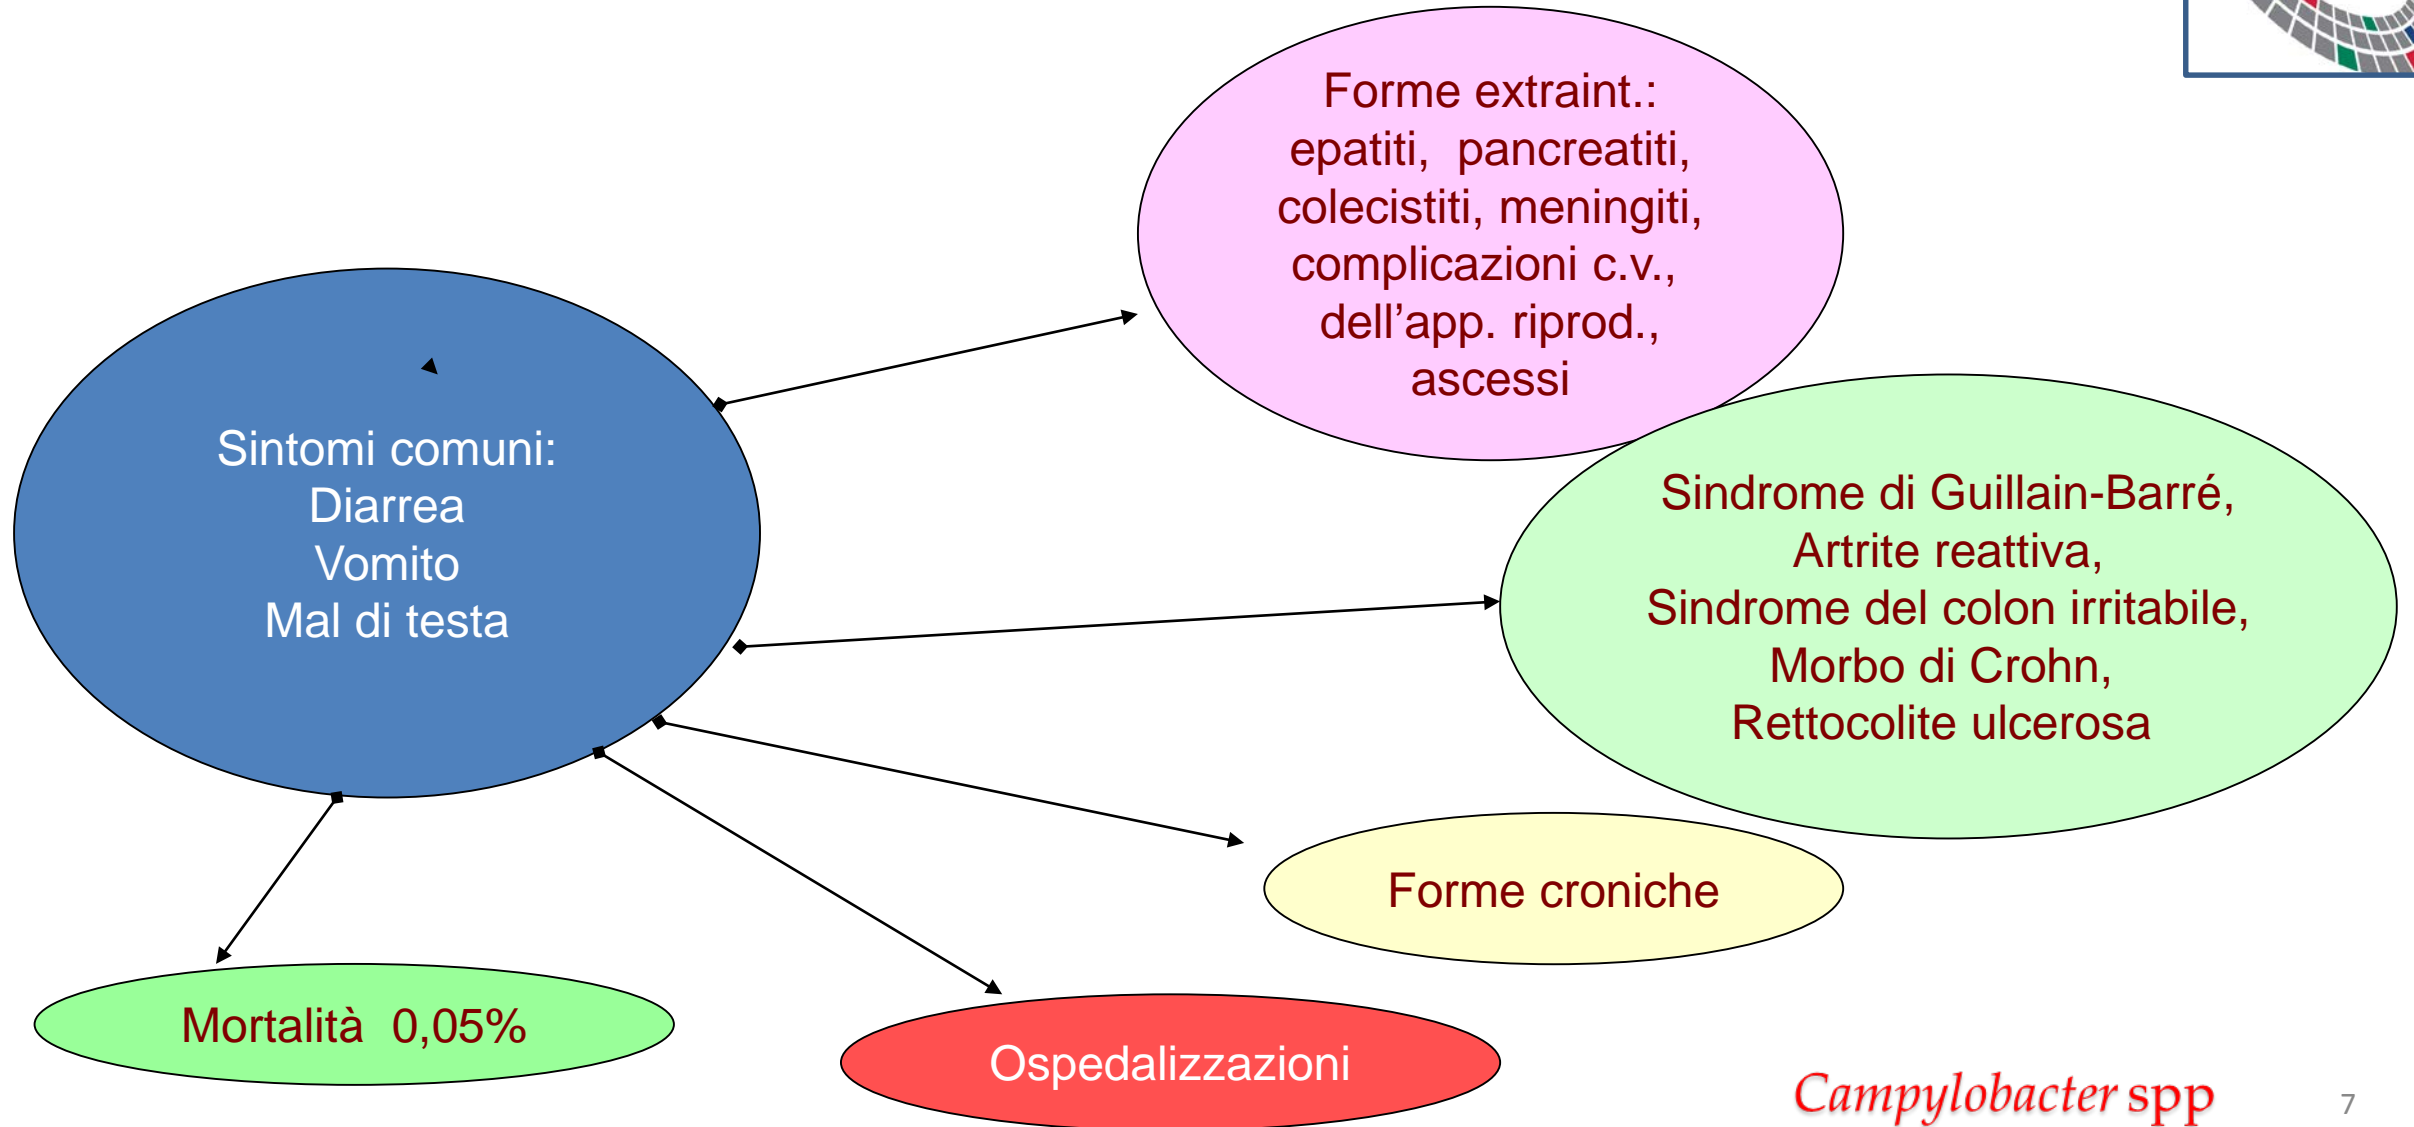 Forme extraint.:
epatiti, pancreatiti,
colecistiti, meningiti,
complicazioni c.v.,
dell’app. riprod.,
ascessi
Sintomi comuni:
Diarrea
Vomito
Mal di testa
Sindrome di Guillain-Barré,
Artrite reattiva,
Sindrome del colon irritabile,
Morbo di Crohn,
Rettocolite ulcerosa
Forme croniche
Mortalità 0,05%
Ospedalizzazioni
Campylobacter spp
7